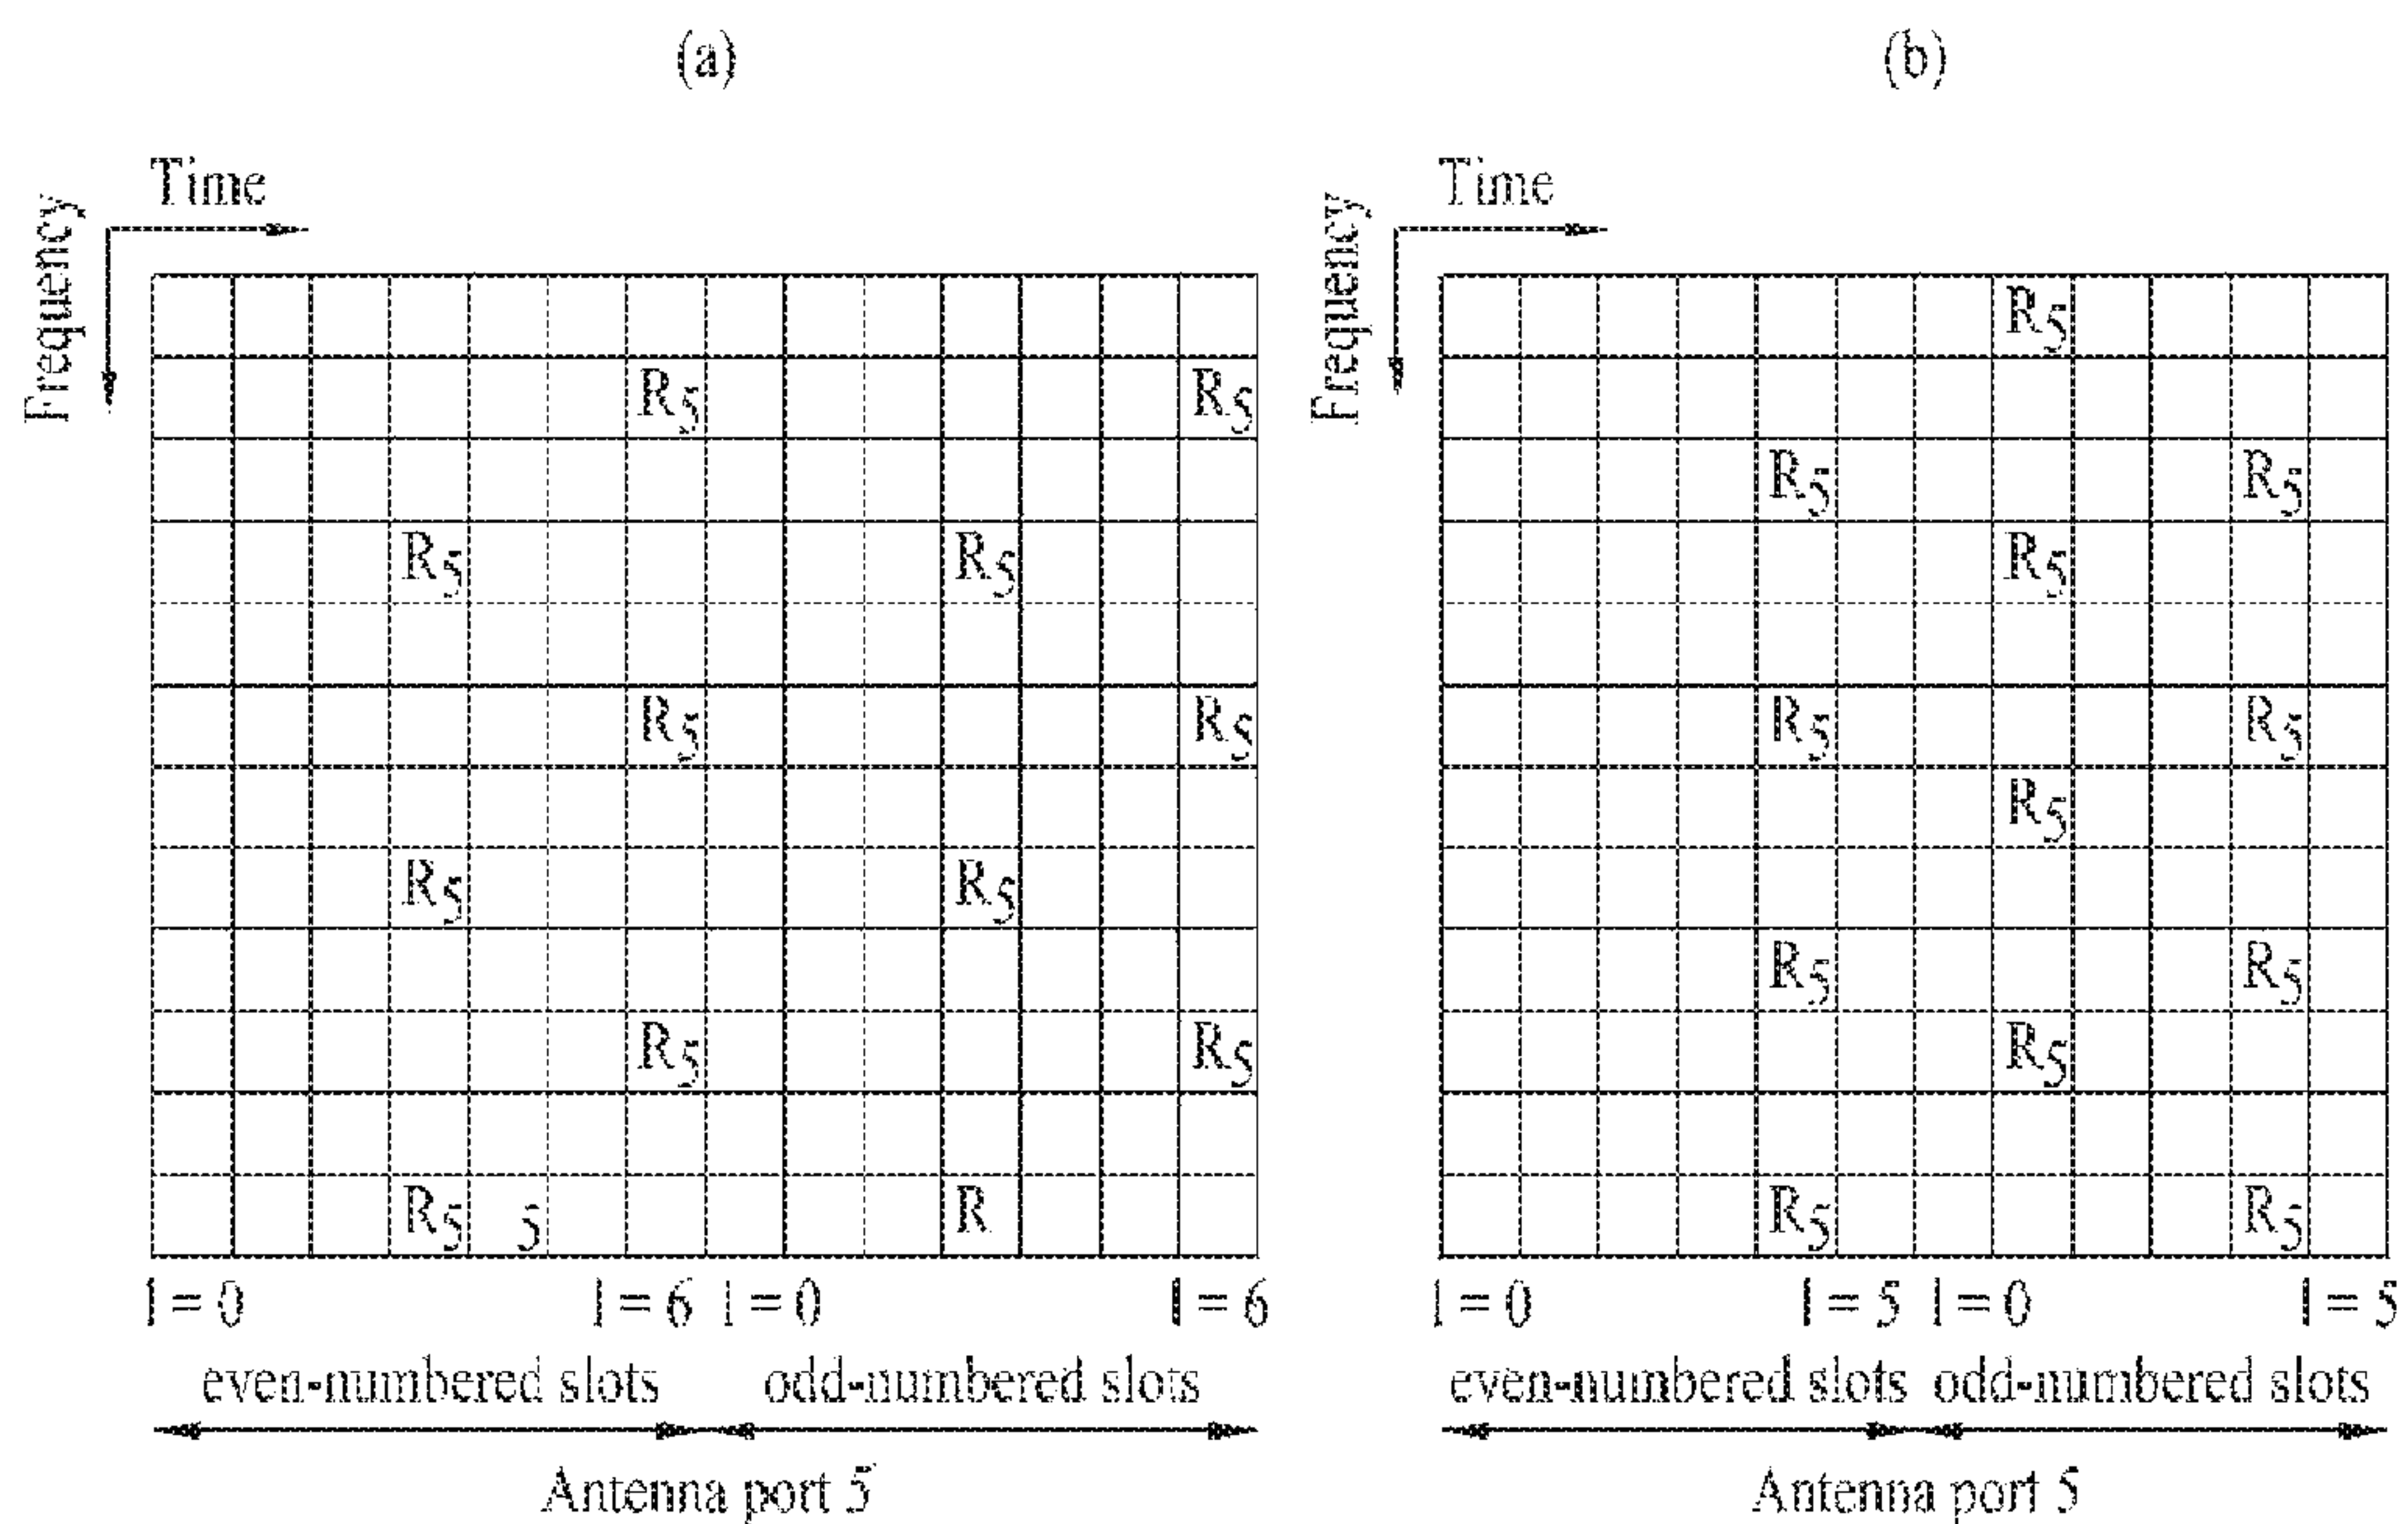 (a)
(b)
Time
Time
Frequency
Frequency
R5
R5 R5
R5 R5
R5 R5
R5 R5
R5 R5
R5 R5
R5
R5 R5
R5 R5
R5 R5
R5
R5 5 R
R5 R5
l = 0 l = 6 l = 0 l = 6
l = 0 l = 5 l = 0 l = 5
even-numbered slots odd-numbered slots
even-numbered slots odd-numbered slots
Antenna port 5
Antenna port 5